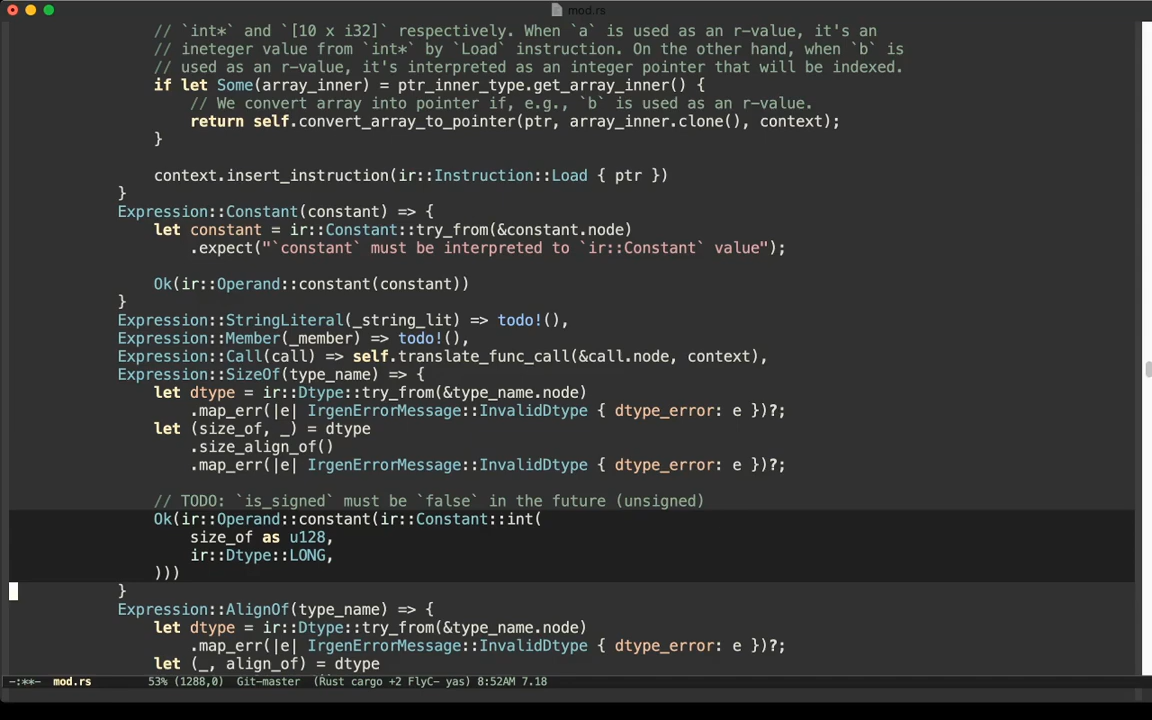 mod.rs
// `int*` and `[10 x i32]` respectively. When `a` is used as an r-value, it's an
// ineteger value from `int*` by `Load` instruction. On the other hand, when `b` is
// used as an r-value, it's interpreted as an integer pointer that will be indexed.
if let Some(array_inner) = ptr_inner_type.get_array_inner() {
// We convert array into pointer if, e.g., `b` is used as an r-value.
return self.convert_array_to_pointer(ptr, array_inner.clone(), context);
}
context.insert_instruction(ir::Instruction::Load { ptr })
}
Expression::Constant(constant) => {
let constant = ir::Constant::try_from(&constant.node)
.expect("`constant` must be interpreted to `ir::Constant` value");
Ok(ir::Operand::constant(constant))
}
Expression::StringLiteral(_string_lit) => todo!(),
Expression::Member(_member) => todo!(),
Expression::Call(call) => self.translate_func_call(&call.node, context),
Expression::SizeOf(type_name) => {
let dtype = ir::Dtype::try_from(&type_name.node)
.map_err(|e| IrgenErrorMessage::InvalidDtype { dtype_error: e })?;
let (size_of, _) = dtype
.size_align_of()
.map_err(|e| IrgenErrorMessage::InvalidDtype { dtype_error: e })?;
// TODO: `is_signed` must be `false` in the future (unsigned)
Ok(ir::Operand::constant(ir::Constant::int(
size_of as u128,
ir::Dtype::LONG,
)))
}
Expression::AlignOf(type_name) => {
let dtype = ir::Dtype::try_from(&type_name.node)
.map_err(|e| IrgenErrorMessage::InvalidDtype { dtype_error: e })?;
let (_, align_of) = dtype
-:**- mod.rs 53% (1288,0) Git-master (Rust cargo +2 FlyC- yas) 8:52AM 7.18